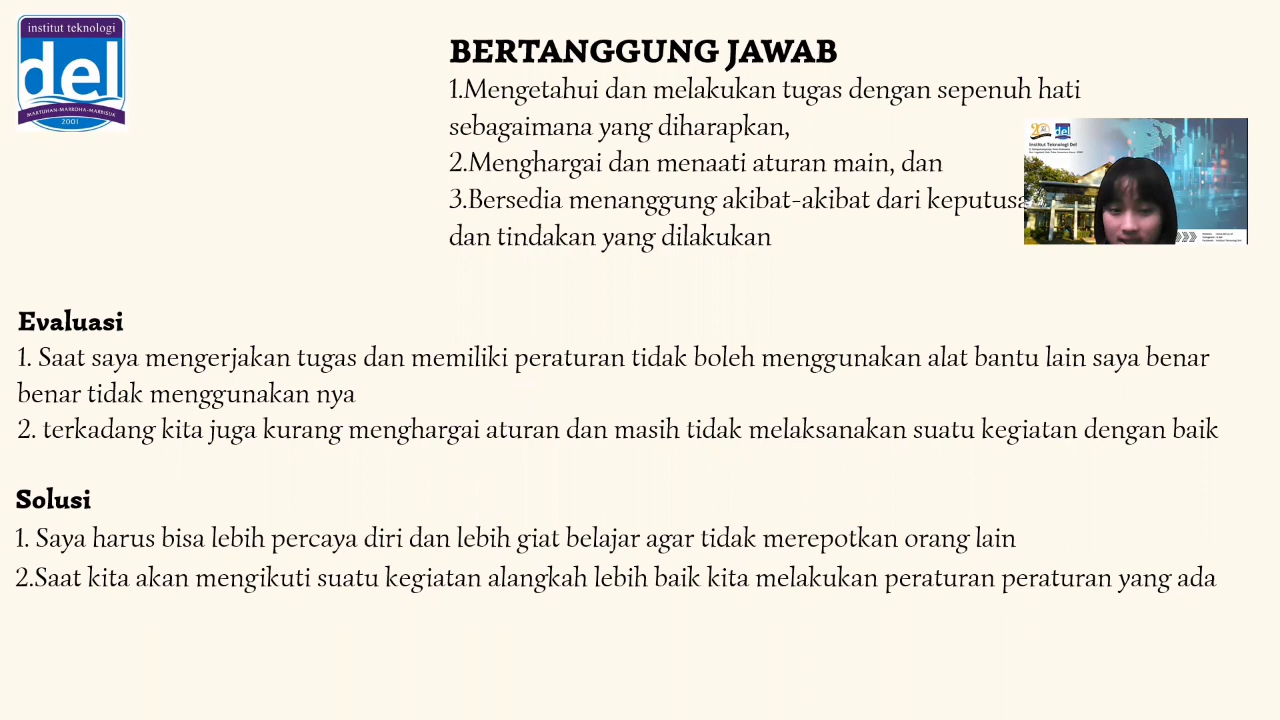 institut teknologi
del
MARTUHAN-MARROHA-MARBISUK
2001
BERTANGGUNG JAWAB
1.Mengetahui dan melakukan tugas dengan sepenuh hati
sebagaimana yang diharapkan,
2.Menghargai dan menaati aturan main, dan
3.Bersedia menanggung akibat-akibat dari keputusa
dan tindakan yang dilakukan
20 del
Institut Teknologi Del
Evaluasi
1. Saat saya mengerjakan tugas dan memiliki peraturan tidak boleh menggunakan alat bantu lain saya benar
benar tidak menggunakan nya
2. terkadang kita juga kurang menghargai aturan dan masih tidak melaksanakan suatu kegiatan dengan baik
Solusi
1. Saya harus bisa lebih percaya diri dan lebih giat belajar agar tidak merepotkan orang lain
2.Saat kita akan mengikuti suatu kegiatan alangkah lebih baik kita melakukan peraturan peraturan yang ada